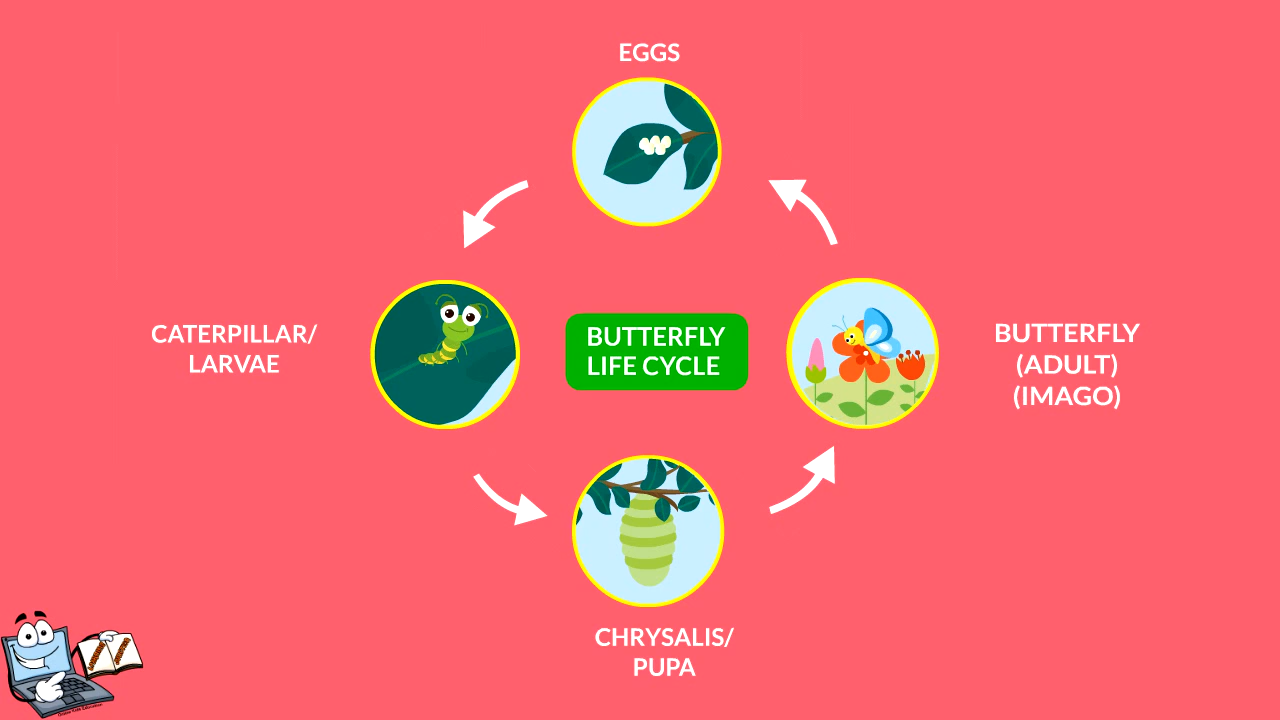 EGGS
CATERPILLAR/
LARVAE
BUTTERFLY
LIFE CYCLE
BUTTERFLY
(ADULT)
(IMAGO)
CHRYSALIS/
PUPA